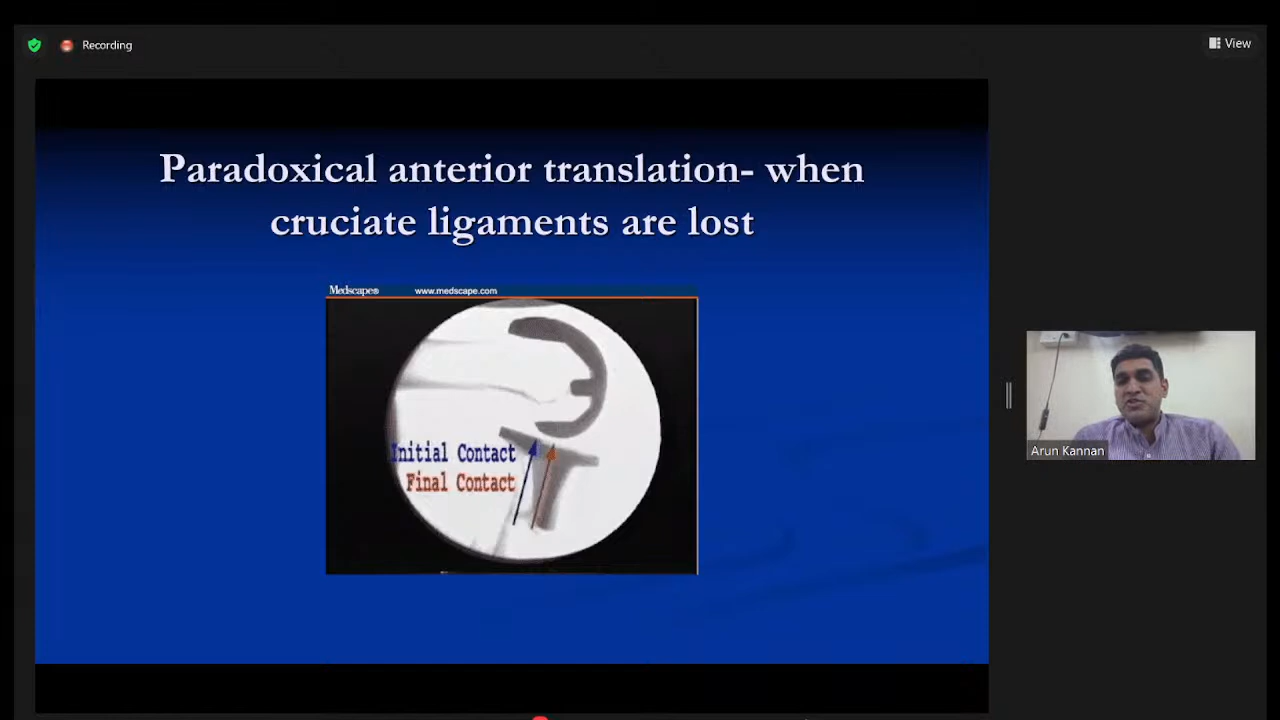 Recording
View
Paradoxical anterior translation- when
cruciate ligaments are lost
Medscape® www.medscape.com
Initial Contact
Final Contact
Arun Kannan